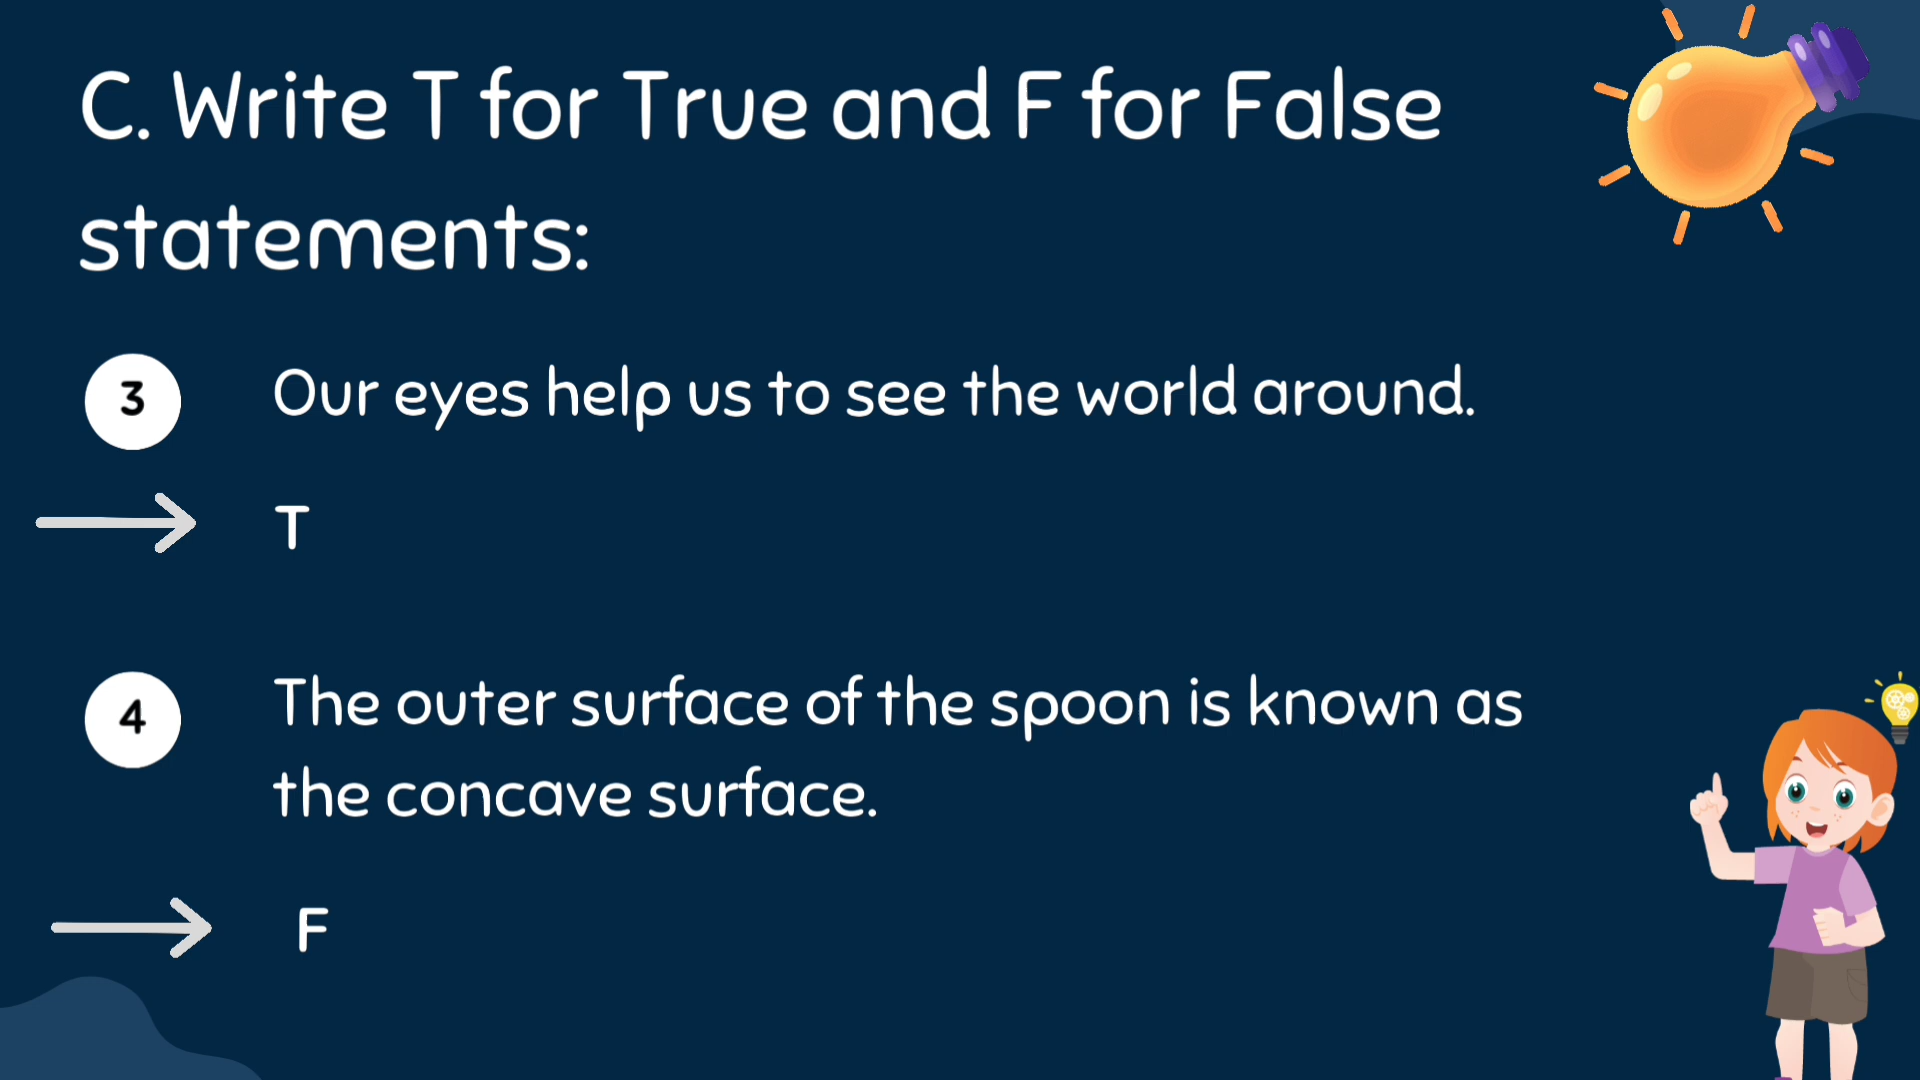 C. Write T for True and F for False
statements:
3
Our eyes help us to see the world around.
T
4
The outer surface of the spoon is known as
the concave surface.
F